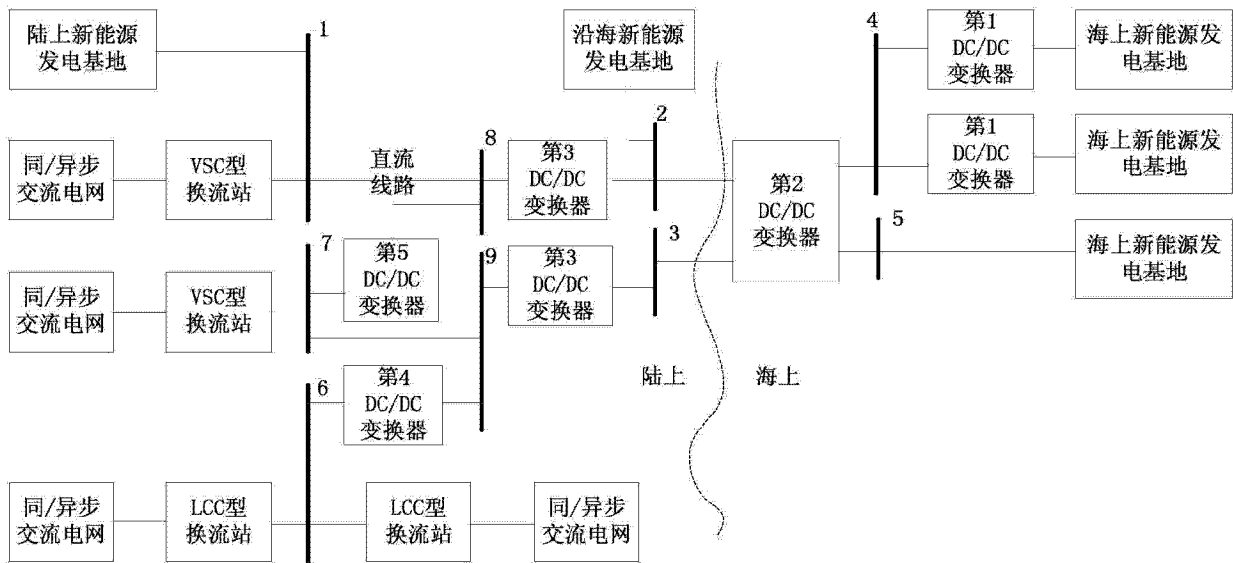 陆上新能源
发电基地
1
沿海新能源
发电基地
4
第1
DC/DC
变换器
海上新能源发
电基地
同/异步
交流电网
VSC型
换流站
直流
线路
8
第3
DC/DC
变换器
2
第2
DC/DC
变换器
第1
DC/DC
变换器
海上新能源发
电基地
同/异步
交流电网
VSC型
换流站
7
第5
DC/DC
变换器
9
第3
DC/DC
变换器
3
5
海上新能源发
电基地
6
第4
DC/DC
变换器
陆上
海上
同/异步
交流电网
LCC型
换流站
LCC型
换流站
同/异步
交流电网